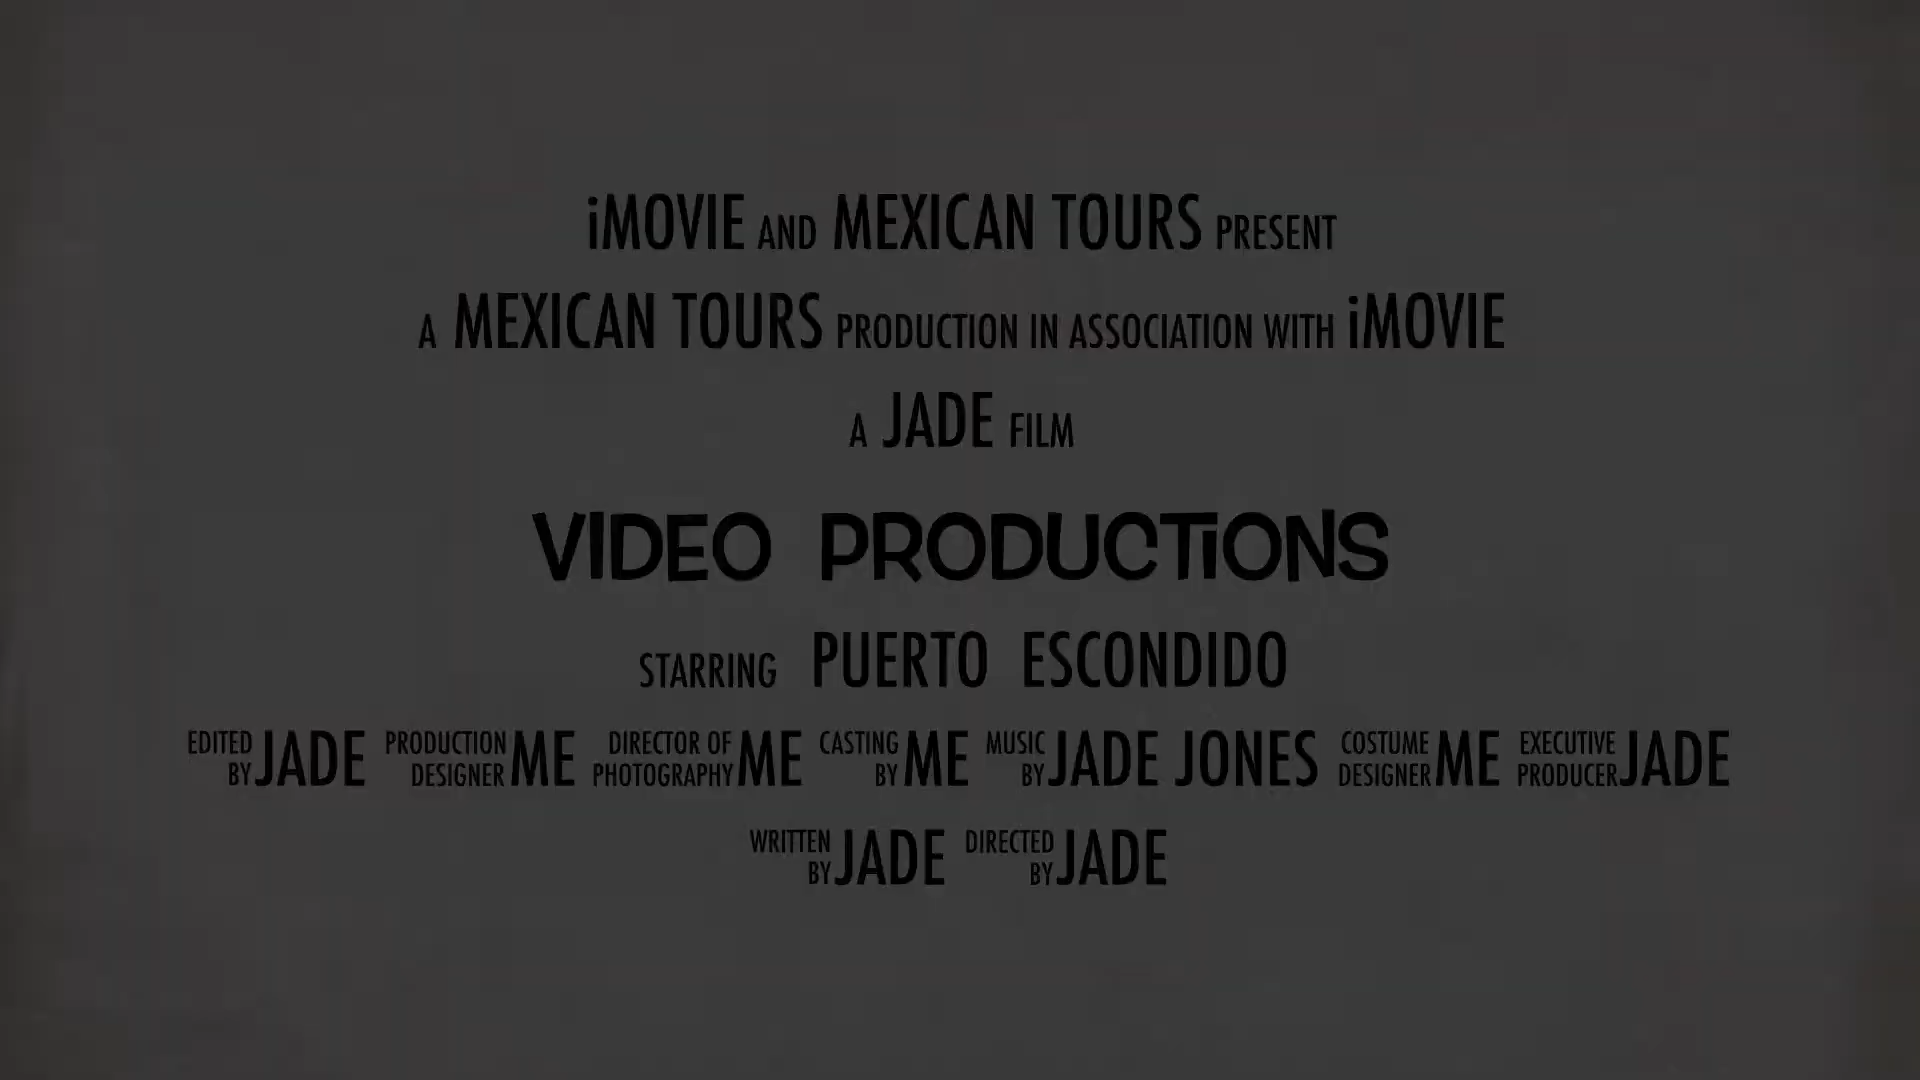 iMOVIE AND MEXICAN TOURS PRESENT
A MEXICAN TOURS PRODUCTION IN ASSOCIATION WITH iMOVIE
A JADE FILM
VIDEO PRODUCTIONS
STARRING PUERTO ESCONDIDO
EDITED BY JADE PRODUCTION DESIGNER ME DIRECTOR OF PHOTOGRAPHY ME CASTING BY ME MUSIC BY JADE JONES COSTUME DESIGNER ME EXECUTIVE PRODUCER JADE
WRITTEN BY JADE DIRECTED BY JADE